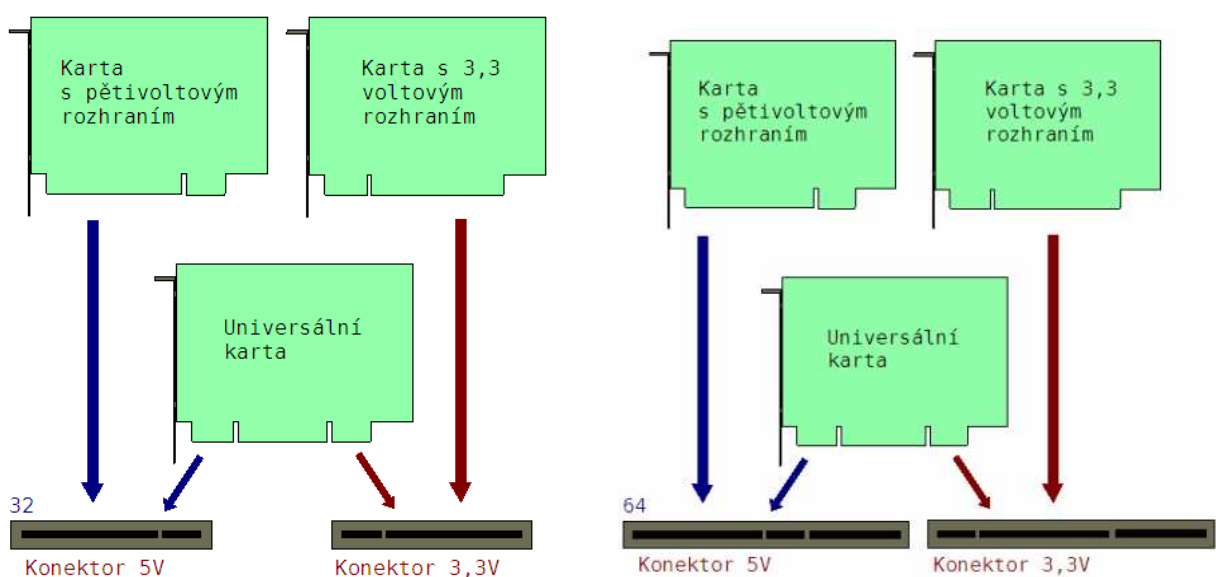 Karta
s pětivoltovým
rozhraním
Karta s 3,3
voltovým
rozhraním
Universální
karta
32
Konektor 5V
Konektor 3,3V
Karta
s pětivoltovým
rozhraním
Karta s 3,3
voltovým
rozhraním
Universální
karta
64
Konektor 5V
Konektor 3,3V